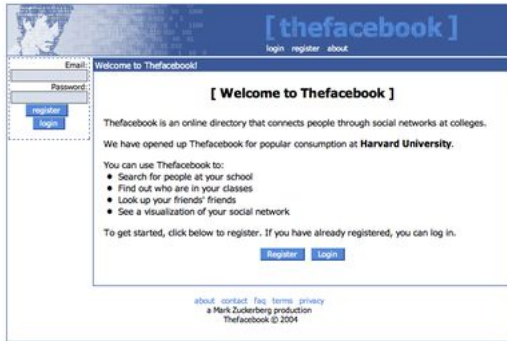 [ thefacebook ]
login register about
Email:
Password:
register
login
Welcome to Thefacebook!
[ Welcome to Thefacebook ]
Thefacebook is an online directory that connects people through social networks at colleges.
We have opened up Thefacebook for popular consumption at Harvard University.
You can use Thefacebook to:
• Search for people at your school
• Find out who are in your classes
• Look up your friends' friends
• See a visualization of your social network
To get started, click below to register. If you have already registered, you can log in.
Register Login
about contact faq terms privacy
a Mark Zuckerberg production
Thefacebook © 2004